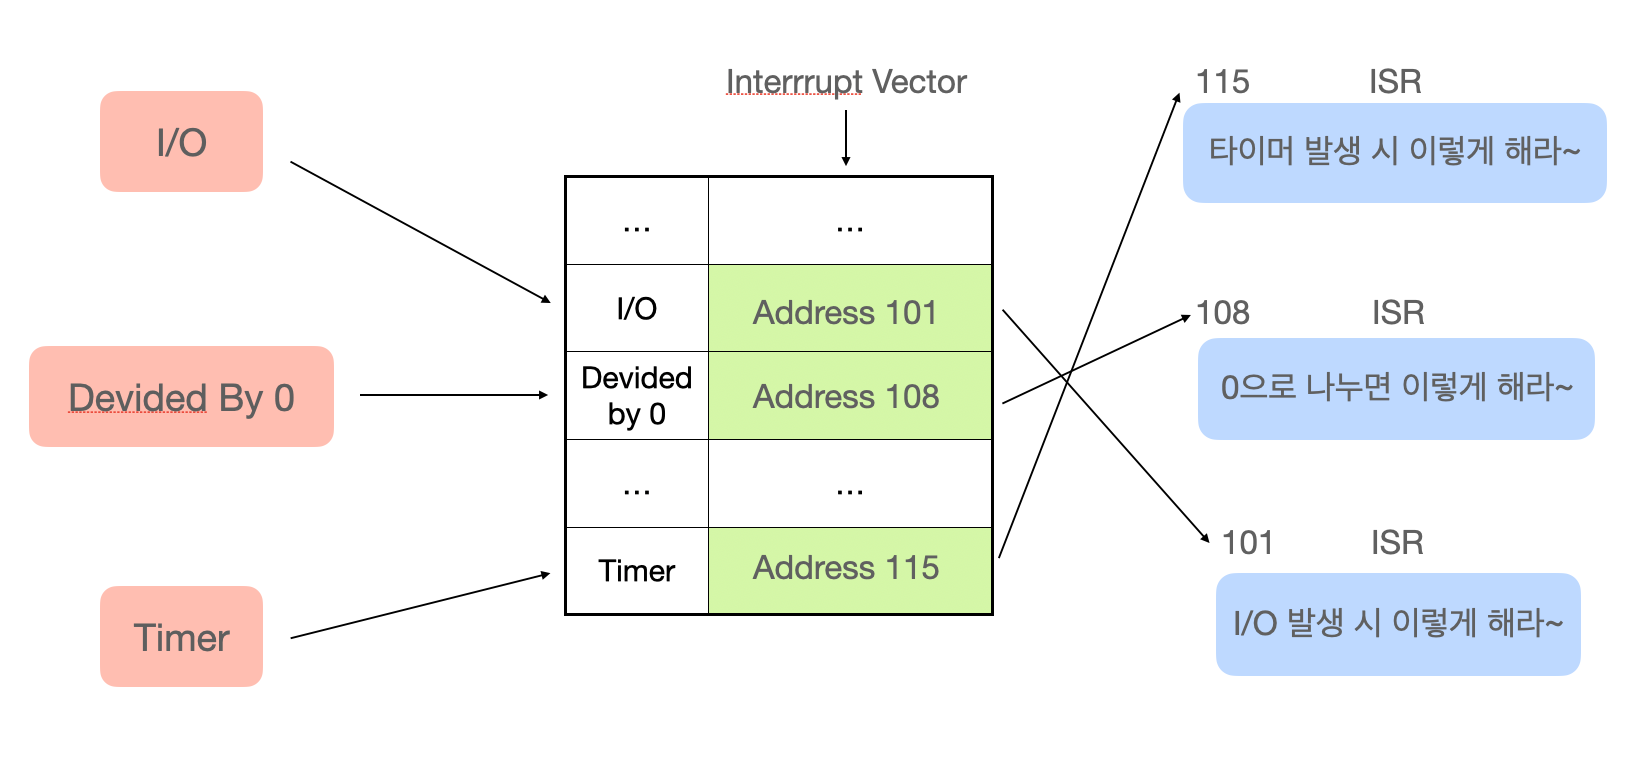 I/O
Devided By 0
Timer
Interrrupt Vector
... ...
I/O Address 101
Devided
by 0
Address 108
... ...
Timer Address 115
115 ISR
타이머 발생 시 이렇게 해라~
108 ISR
0으로 나누면 이렇게 해라~
101 ISR
I/O 발생 시 이렇게 해라~